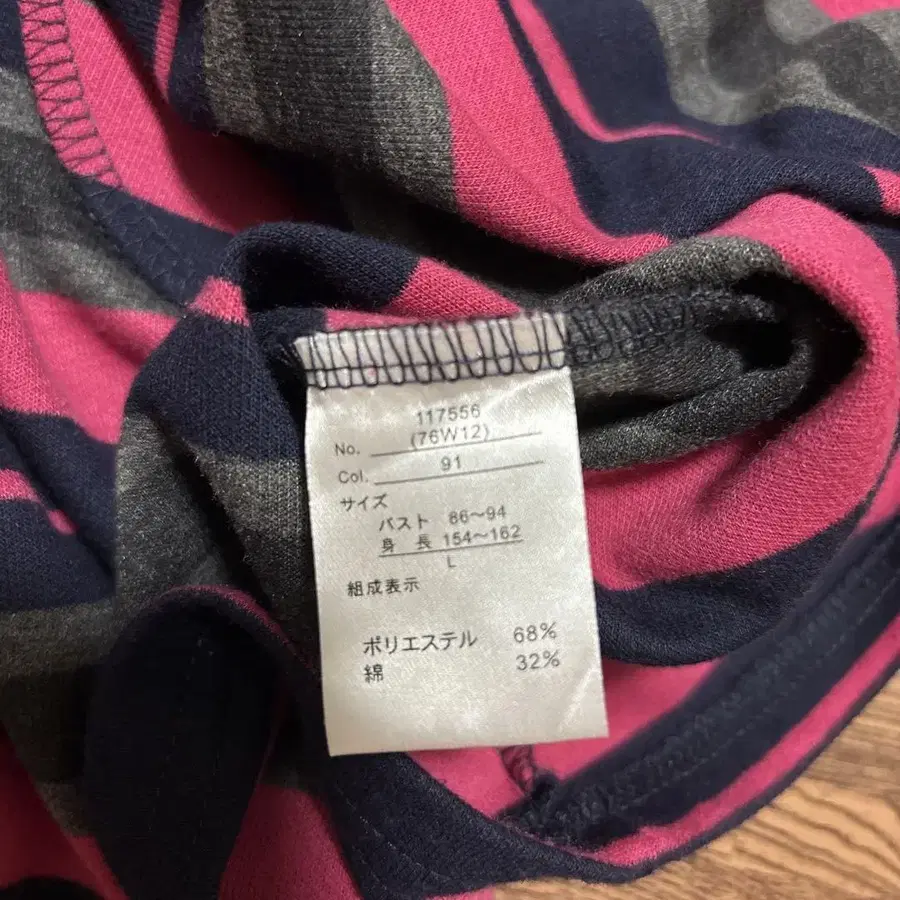 117556
No. (76W12)
Col. 91
サイズ
バスト 86～94
身長 154～162
L
組成表示
ポリエステル 68%
綿 32%